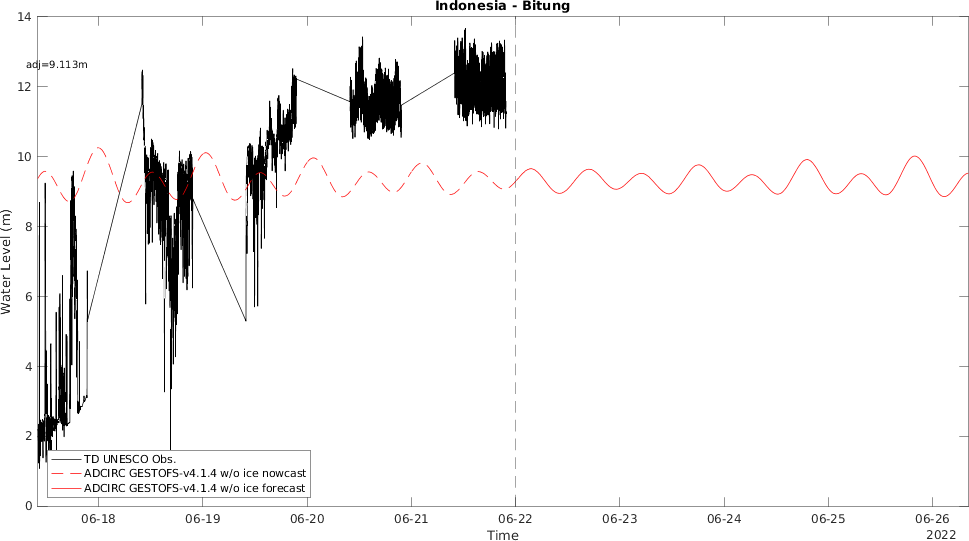 Indonesia - Bitung
14
12
10
8
6
4
2
0
adj=9.113m
Water Level (m)
TD UNESCO Obs.
ADCIRC GESTOFS-v4.1.4 w/o ice nowcast
ADCIRC GESTOFS-v4.1.4 w/o ice forecast
06-18 06-19 06-20 06-21 06-22 06-23 06-24 06-25 06-26
Time
2022